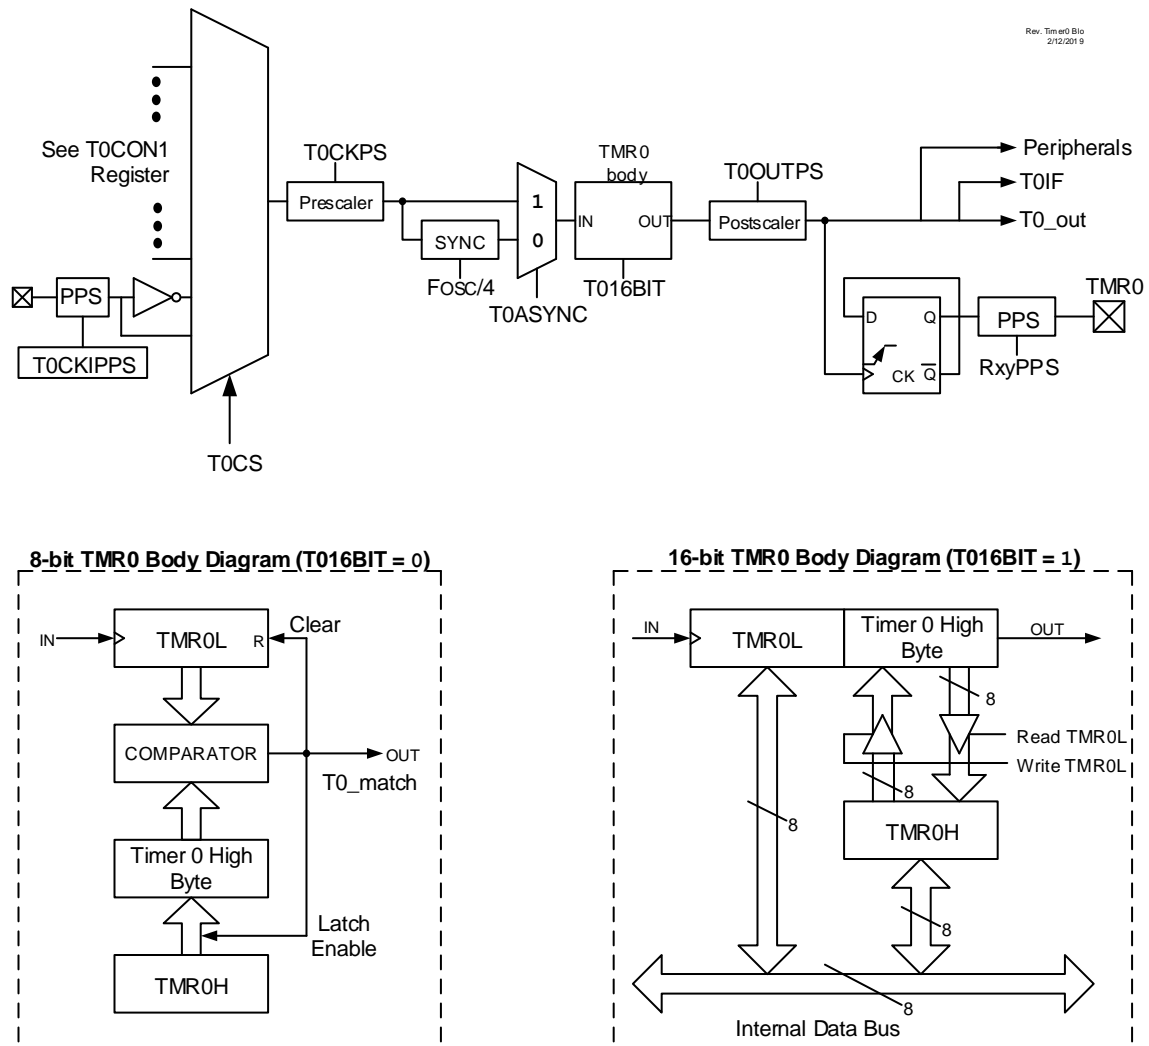 Rev. Timer0 Blo
2/12/2019
See T0CON1
Register
T0CKPS
Prescaler
SYNC
FOSC/4
1
0
T0ASYNC
TMR0
body
IN
OUT
T016BIT
T0OUTPS
Postscaler
Peripherals
T0IF
T0_out
PPS
T0CKIPPS
T0CS
D
Q
CK
Q
PPS
RxyPPS
TMR0
8-bit TMR0 Body Diagram (T016BIT = 0)
IN
TMR0L
R
Clear
COMPARATOR
OUT
T0_match
Timer 0 High
Byte
Latch
Enable
TMR0H
16-bit TMR0 Body Diagram (T016BIT = 1)
IN
TMR0L
Timer 0 High
Byte
OUT
8
Read TMR0L
Write TMR0L
8
8
TMR0H
8
8
Internal Data Bus